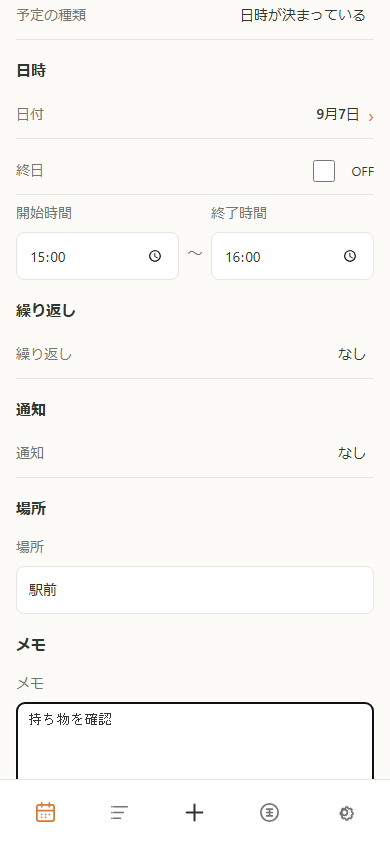 予定の種類 日時が決まっている
日時
日付 9月7日 ›
終日 OFF
開始時間 終了時間
15:00 ～ 16:00
繰り返し
繰り返し なし
通知
通知 なし
場所
場所
駅前
メモ
メモ
持ち物を確認